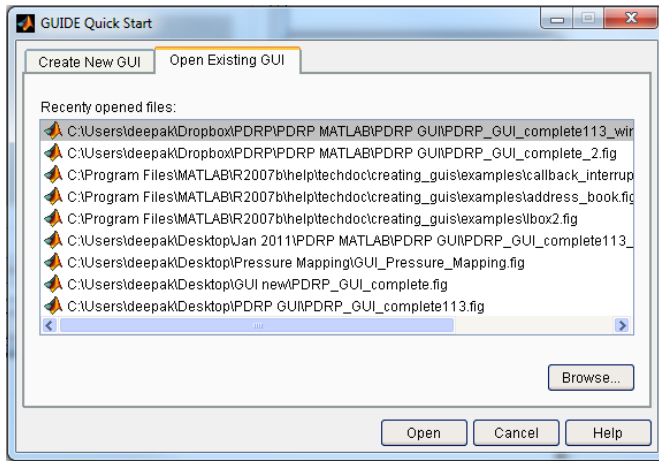 GUIDE Quick Start
Create New GUI
Open Existing GUI
Recently opened files:
C:\Users\deepak\Dropbox\PDRP\PDRP MATLAB\PDRP GUI\PDRP_GUI_complete113_wir
C:\Users\deepak\Dropbox\PDRP\PDRP MATLAB\PDRP GUI\PDRP_GUI_complete_2.fig
C:\Program Files\MATLAB\R2007b\help\techdoc\creating_guis\examples\callback_interrup
C:\Program Files\MATLAB\R2007b\help\techdoc\creating_guis\examples\address_book.fig
C:\Program Files\MATLAB\R2007b\help\techdoc\creating_guis\examples\lbox2.fig
C:\Users\deepak\Desktop\Jan 2011\PDRP MATLAB\PDRP GUI\PDRP_GUI_complete113_
C:\Users\deepak\Desktop\Pressure Mapping\GUI_Pressure_Mapping.fig
C:\Users\deepak\Desktop\GUI new\PDRP_GUI_complete.fig
C:\Users\deepak\Desktop\PDRP GUI\PDRP_GUI_complete113.fig
Browse...
Open
Cancel
Help